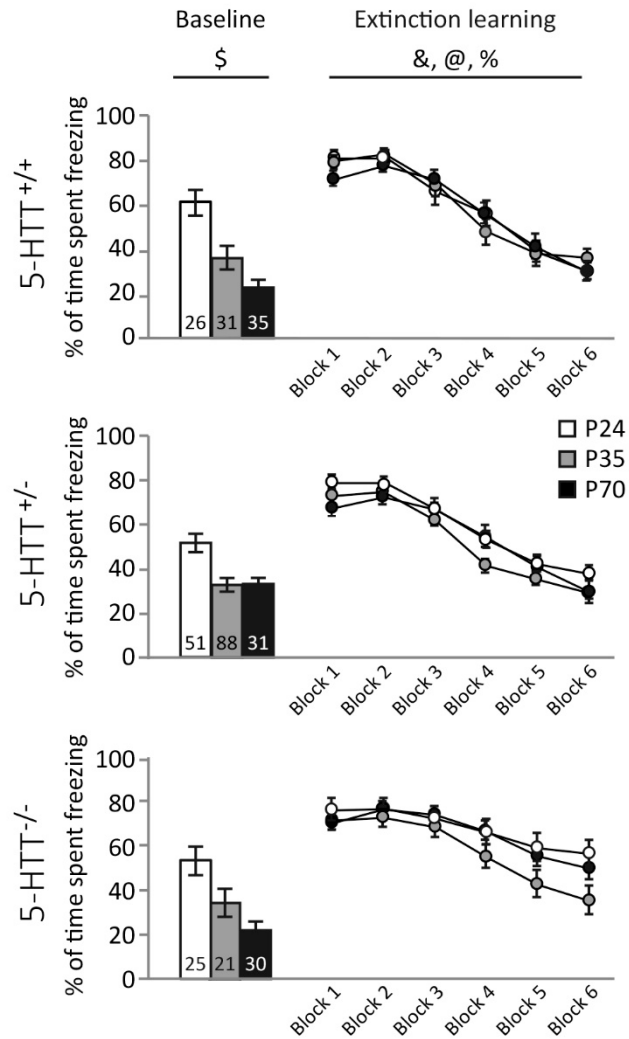 Baseline
Extinction learning
$
&, @, %
5-HTT+/+
% of time spent freezing
100
80
60
40
20
0
26 31 35
Block 1 Block 2 Block 3 Block 4 Block 5 Block 6
5-HTT+/-
% of time spent freezing
100
80
60
40
20
0
51 88 31
P24
P35
P70
Block 1 Block 2 Block 3 Block 4 Block 5 Block 6
5-HTT-/-
% of time spent freezing
100
80
60
40
20
0
25 21 30
Block 1 Block 2 Block 3 Block 4 Block 5 Block 6